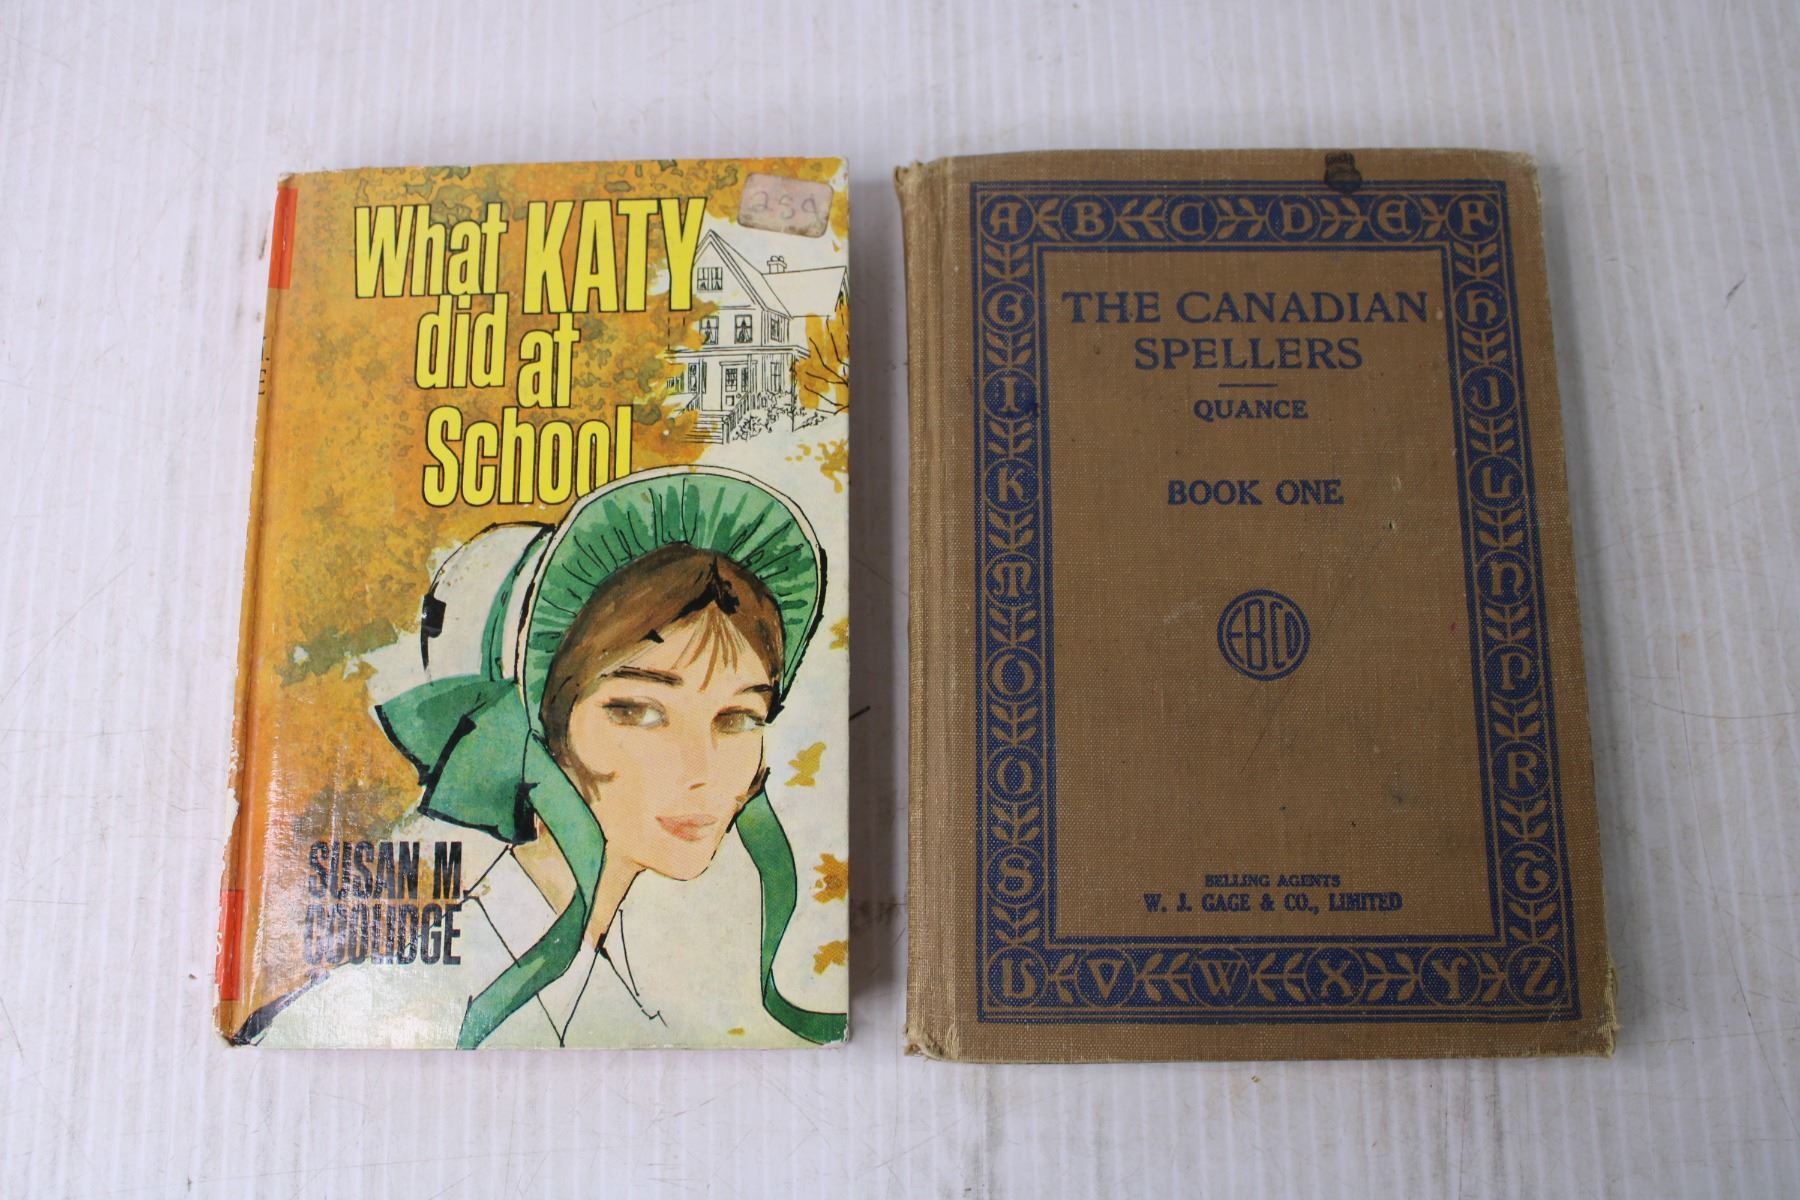 What KATY
did at
School
SUSAN M
COOLIDGE
A B C D E F
G H
I J
K L
M N
O P
Q R
S T
U V W X Y Z
THE CANADIAN
SPELLERS
QUANCE
BOOK ONE
EBCO
SELLING AGENTS
W. J. GAGE & CO., LIMITED